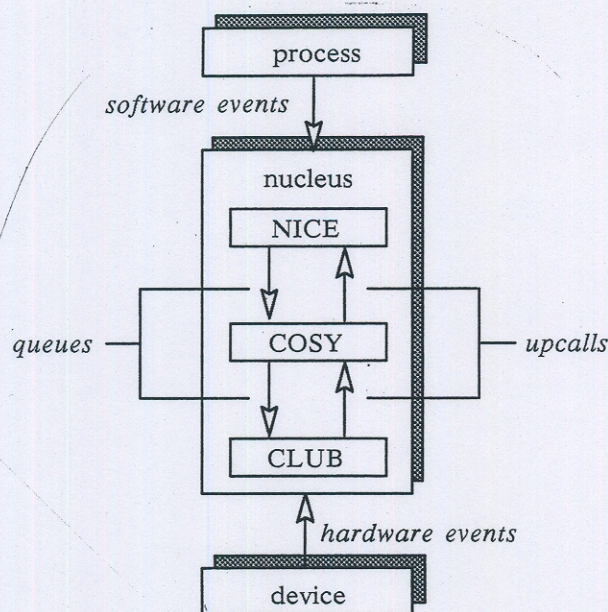 process
software events
nucleus
NICE
queues
COSY
upcalls
CLUB
hardware events
device